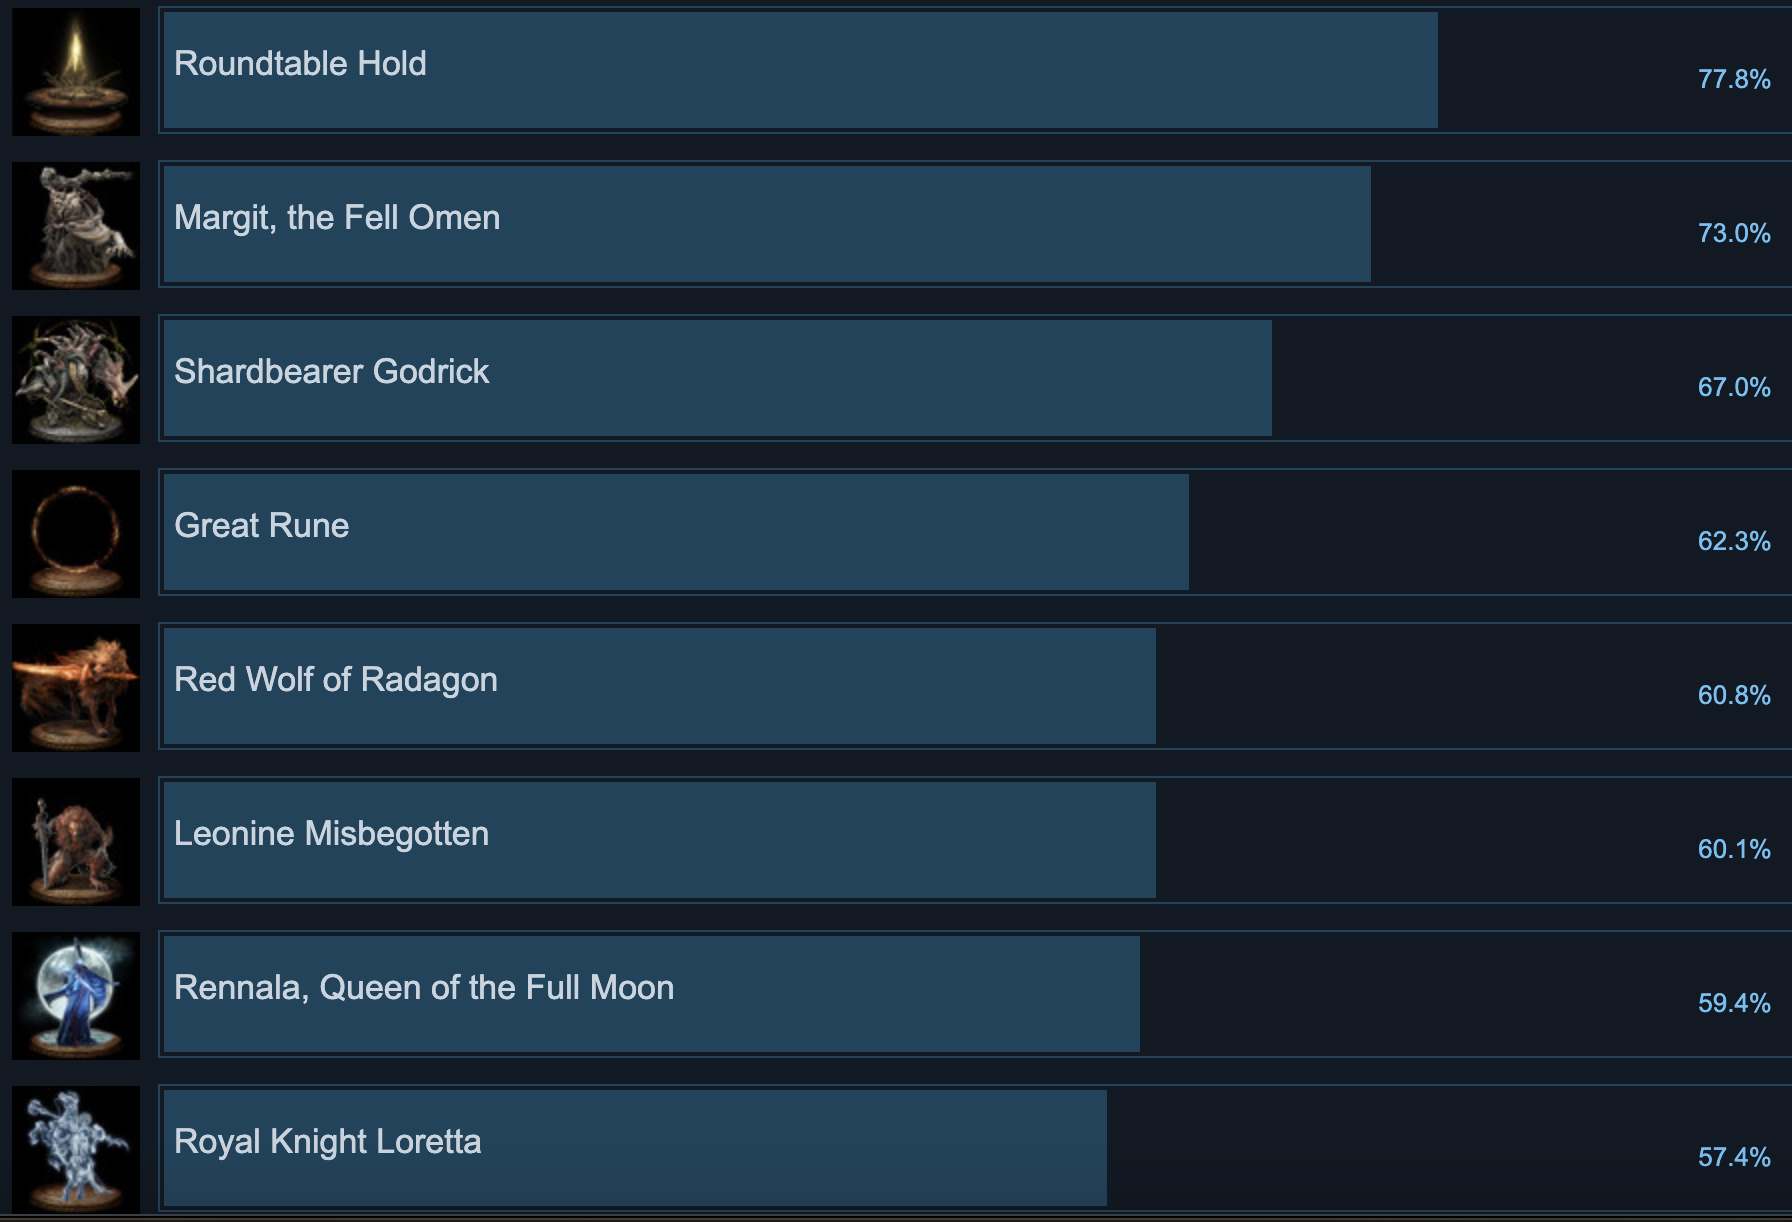 Roundtable Hold
77.8%
Margit, the Fell Omen
73.0%
Shardbearer Godrick
67.0%
Great Rune
62.3%
Red Wolf of Radagon
60.8%
Leonine Misbegotten
60.1%
Rennala, Queen of the Full Moon
59.4%
Royal Knight Loretta
57.4%